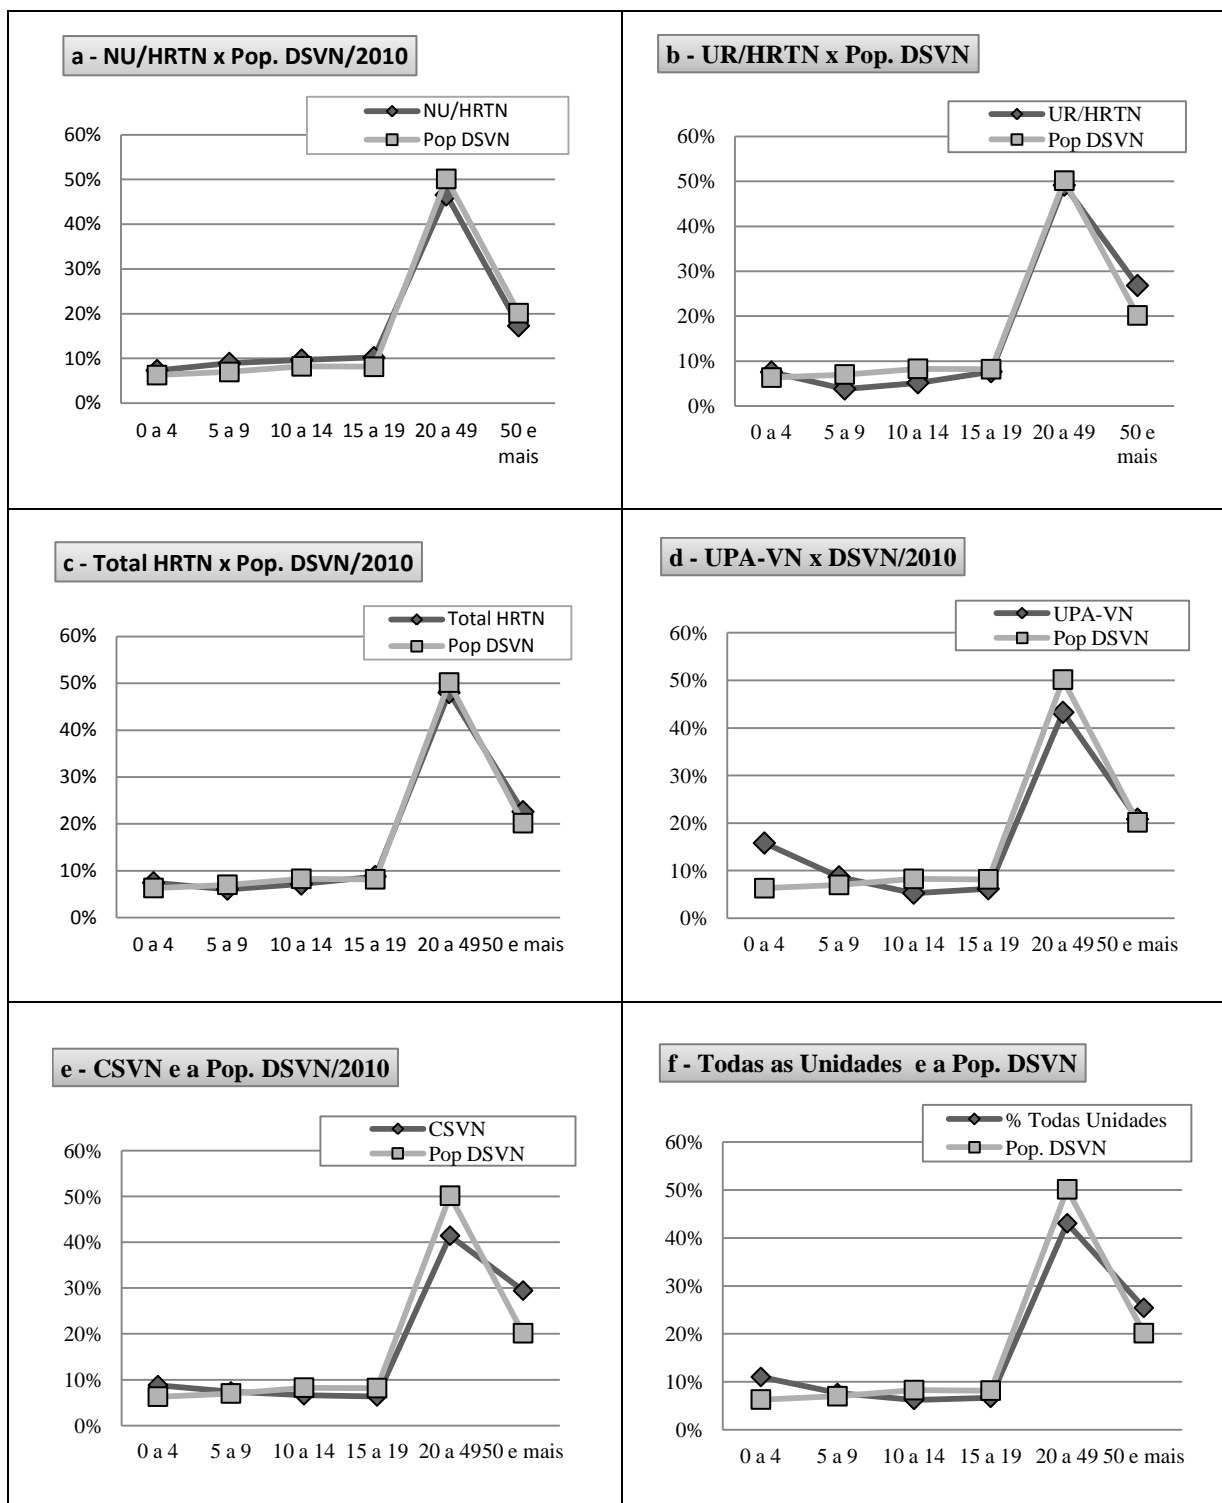 a - NU/HRTN x Pop. DSVN/2010
NU/HRTN
Pop DSVN
60%
50%
40%
30%
20%
10%
0%
0 a 4 5 a 9 10 a 14 15 a 19 20 a 49 50 e
mais
b - UR/HRTN x Pop. DSVN
UR/HRTN
Pop DSVN
60%
50%
40%
30%
20%
10%
0%
0 a 4 5 a 9 10 a 14 15 a 19 20 a 49 50 e
mais
c - Total HRTN x Pop. DSVN/2010
Total HRTN
Pop DSVN
60%
50%
40%
30%
20%
10%
0%
0 a 4 5 a 9 10 a 14 15 a 19 20 a 49 50 e mais
d - UPA-VN x DSVN/2010
UPA-VN
Pop DSVN
60%
50%
40%
30%
20%
10%
0%
0 a 4 5 a 9 10 a 14 15 a 19 20 a 49 50 e mais
e - CSVN e a Pop. DSVN/2010
CSVN
Pop DSVN
60%
50%
40%
30%
20%
10%
0%
0 a 4 5 a 9 10 a 14 15 a 19 20 a 49 50 e mais
f - Todas as Unidades e a Pop. DSVN
% Todas Unidades
Pop. DSVN
60%
50%
40%
30%
20%
10%
0%
0 a 4 5 a 9 10 a 14 15 a 19 20 a 49 50 e mais